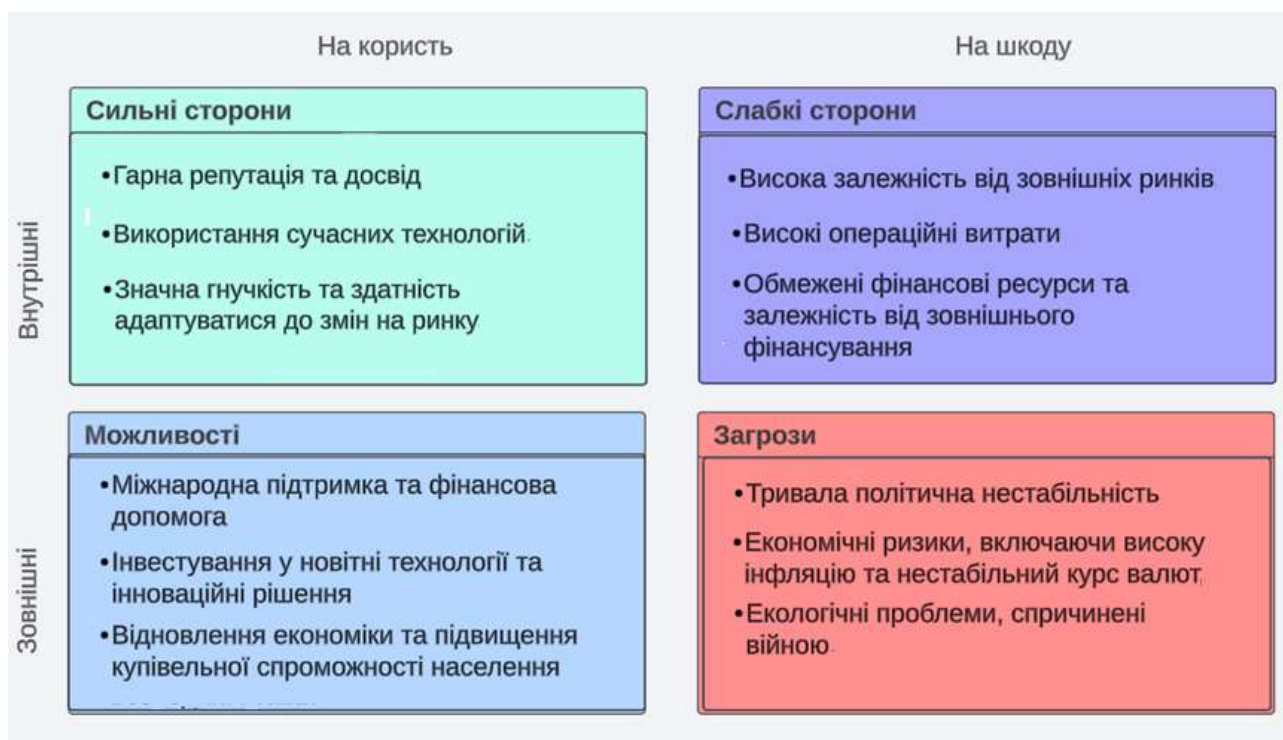 На користь
На шкоду
Внутрішні
Сильні сторони
•Гарна репутація та досвід
•Використання сучасних технологій
•Значна гнучкість та здатність
адаптуватися до змін на ринку
Слабкі сторони
•Висока залежність від зовнішніх ринків
•Високі операційні витрати
•Обмежені фінансові ресурси та
залежність від зовнішнього
фінансування
Зовнішні
Можливості
•Міжнародна підтримка та фінансова
допомога
•Інвестування у новітні технології та
інноваційні рішення
•Відновлення економіки та підвищення
купівельної спроможності населення
Загрози
•Тривала політична нестабільність
•Економічні ризики, включаючи високу
інфляцію та нестабільний курс валют
•Екологічні проблеми, спричинені
війною